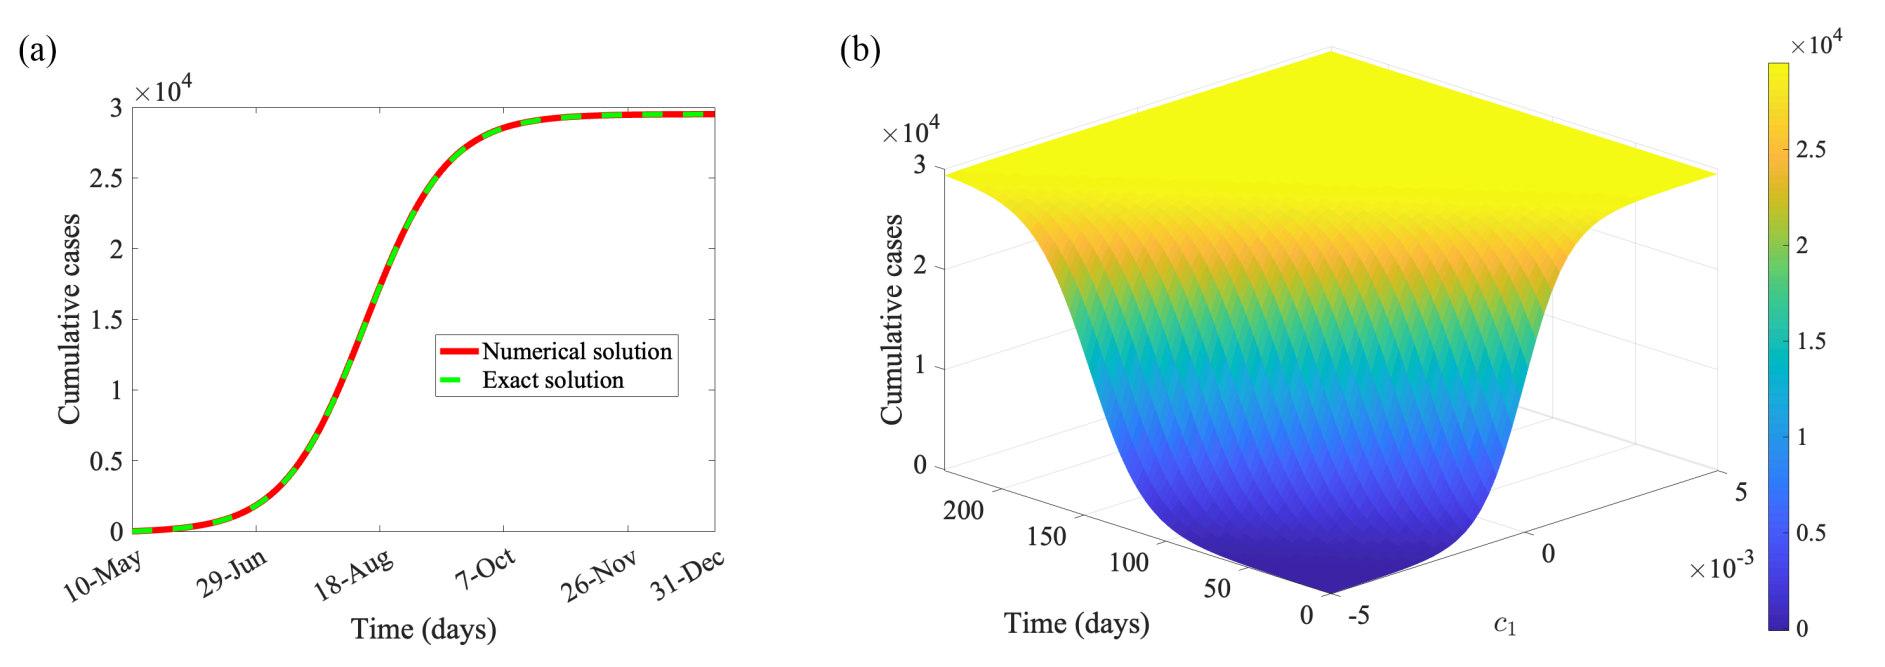 (a)
×10⁴
3
2.5
2
1.5
1
0.5
0
Cumulative cases
Numerical solution
Exact solution
10-May
29-Jun
18-Aug
7-Oct
26-Nov
31-Dec
Time (days)
(b)
×10⁴
3
2
1
0
Cumulative cases
200
150
100
50
0
Time (days)
-5
0
5
×10⁻³
c₁
×10⁴
2.5
2
1.5
1
0.5
0